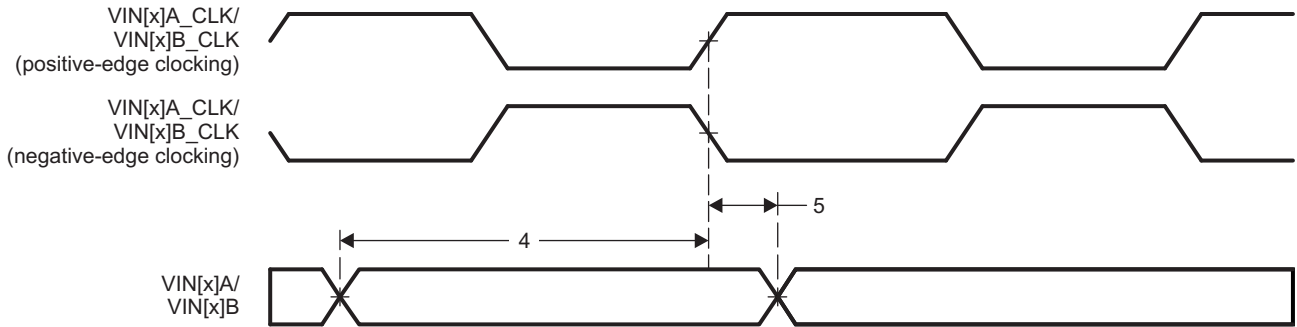 VIN[x]A_CLK/
VIN[x]B_CLK
(positive-edge clocking)
VIN[x]A_CLK/
VIN[x]B_CLK
(negative-edge clocking)
5
4
VIN[x]A/
VIN[x]B